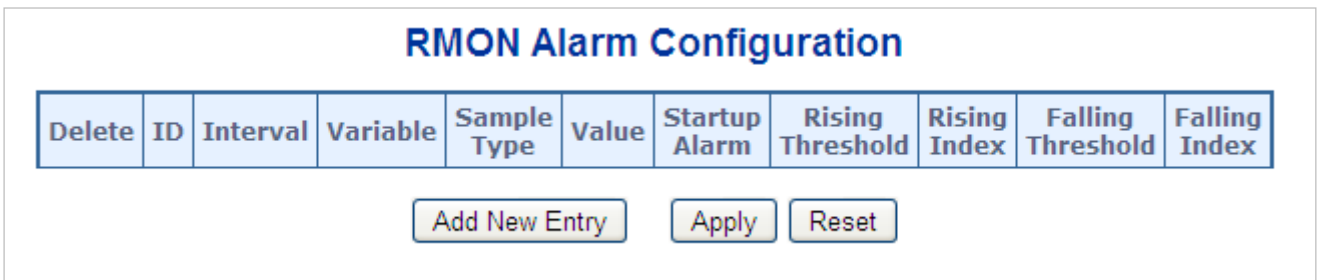 RMON Alarm Configuration
Delete ID Interval Variable Sample Type Value Startup Alarm Rising Threshold Rising Index Falling Threshold Falling Index
Add New Entry Apply Reset